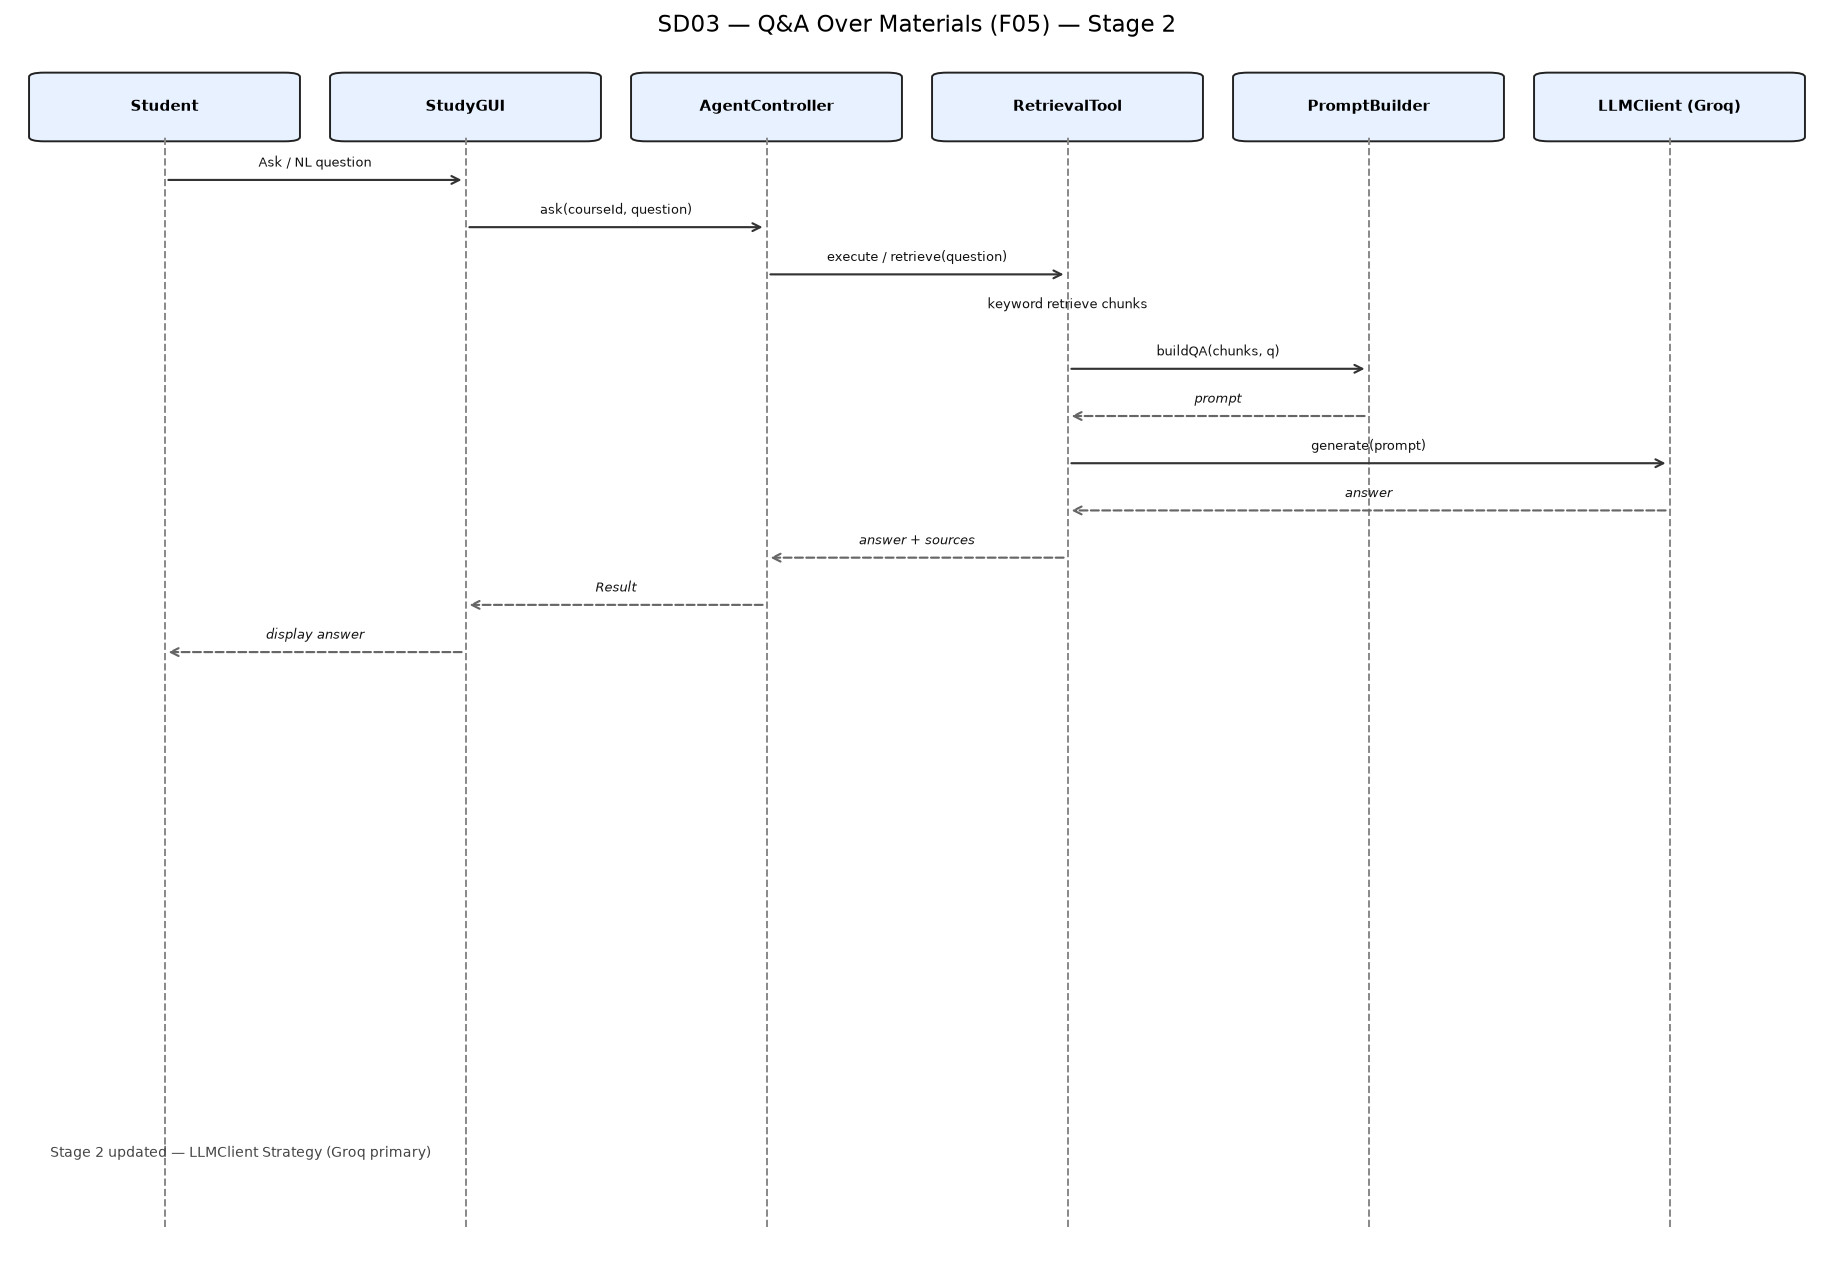 SD03 — Q&A Over Materials (F05) — Stage 2
Student
StudyGUI
AgentController
RetrievalTool
PromptBuilder
LLMClient (Groq)
Ask / NL question
ask(courseId, question)
execute / retrieve(question)
keyword retrieve chunks
buildQA(chunks, q)
prompt
generate(prompt)
answer
answer + sources
Result
display answer
Stage 2 updated — LLMClient Strategy (Groq primary)